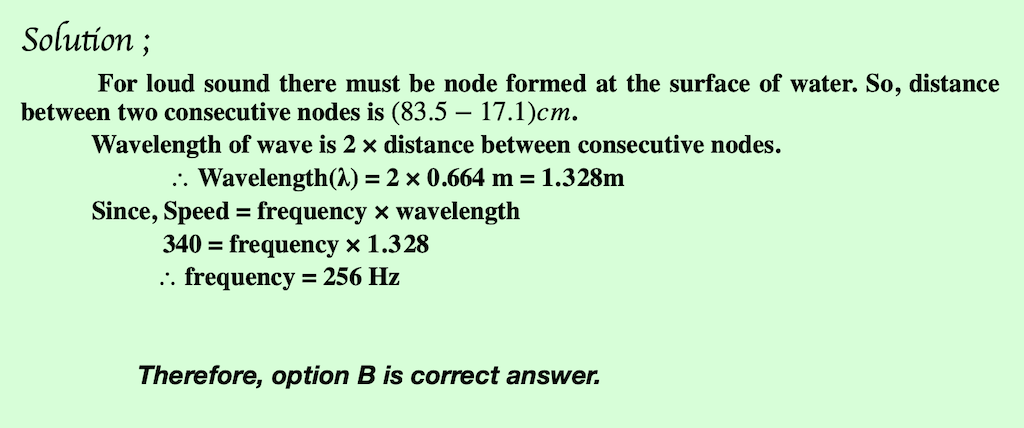 Solution ;
For loud sound there must be node formed at the surface of water. So, distance
between two consecutive nodes is (83.5 − 17.1)cm.
Wavelength of wave is 2 × distance between consecutive nodes.
∴ Wavelength(λ) = 2 × 0.664 m = 1.328m
Since, Speed = frequency × wavelength
340 = frequency × 1.328
∴ frequency = 256 Hz
Therefore, option B is correct answer.